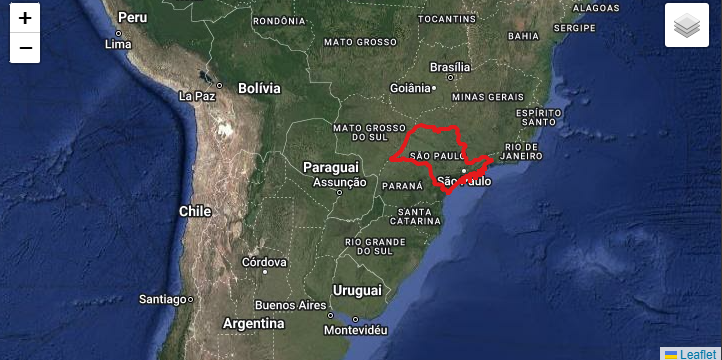 +
−
ALAGOAS
Peru
RONDÔNIA
TOCANTINS
SERGIPE
Lima
MATO GROSSO
BAHIA
Brasília
La Paz
Bolívia
Goiânia
MINAS GERAIS
ESPÍRITO
SANTO
MATO GROSSO
DO SUL
RIO DE
JANEIRO
SÃO PAULO
Paraguai
Assunção
São Paulo
PARANÁ
Chile
SANTA
CATARINA
RIO GRANDE
DO SUL
Córdova
Uruguai
Santiago
Buenos Aires
Argentina
Montevidéu
Leaflet